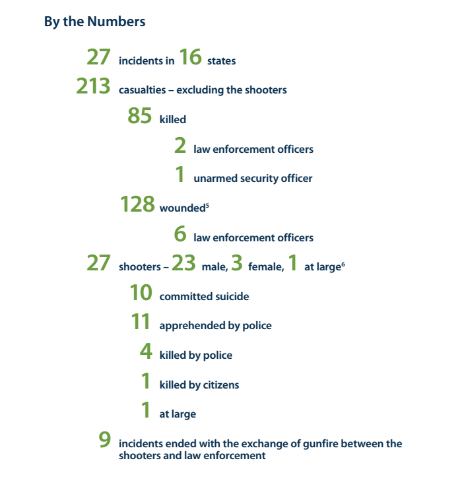 By the Numbers
27 incidents in 16 states
213 casualties – excluding the shooters
85 killed
2 law enforcement officers
1 unarmed security officer
128 wounded⁵
6 law enforcement officers
27 shooters – 23 male, 3 female, 1 at large⁶
10 committed suicide
11 apprehended by police
4 killed by police
1 killed by citizens
1 at large
9 incidents ended with the exchange of gunfire between the
shooters and law enforcement